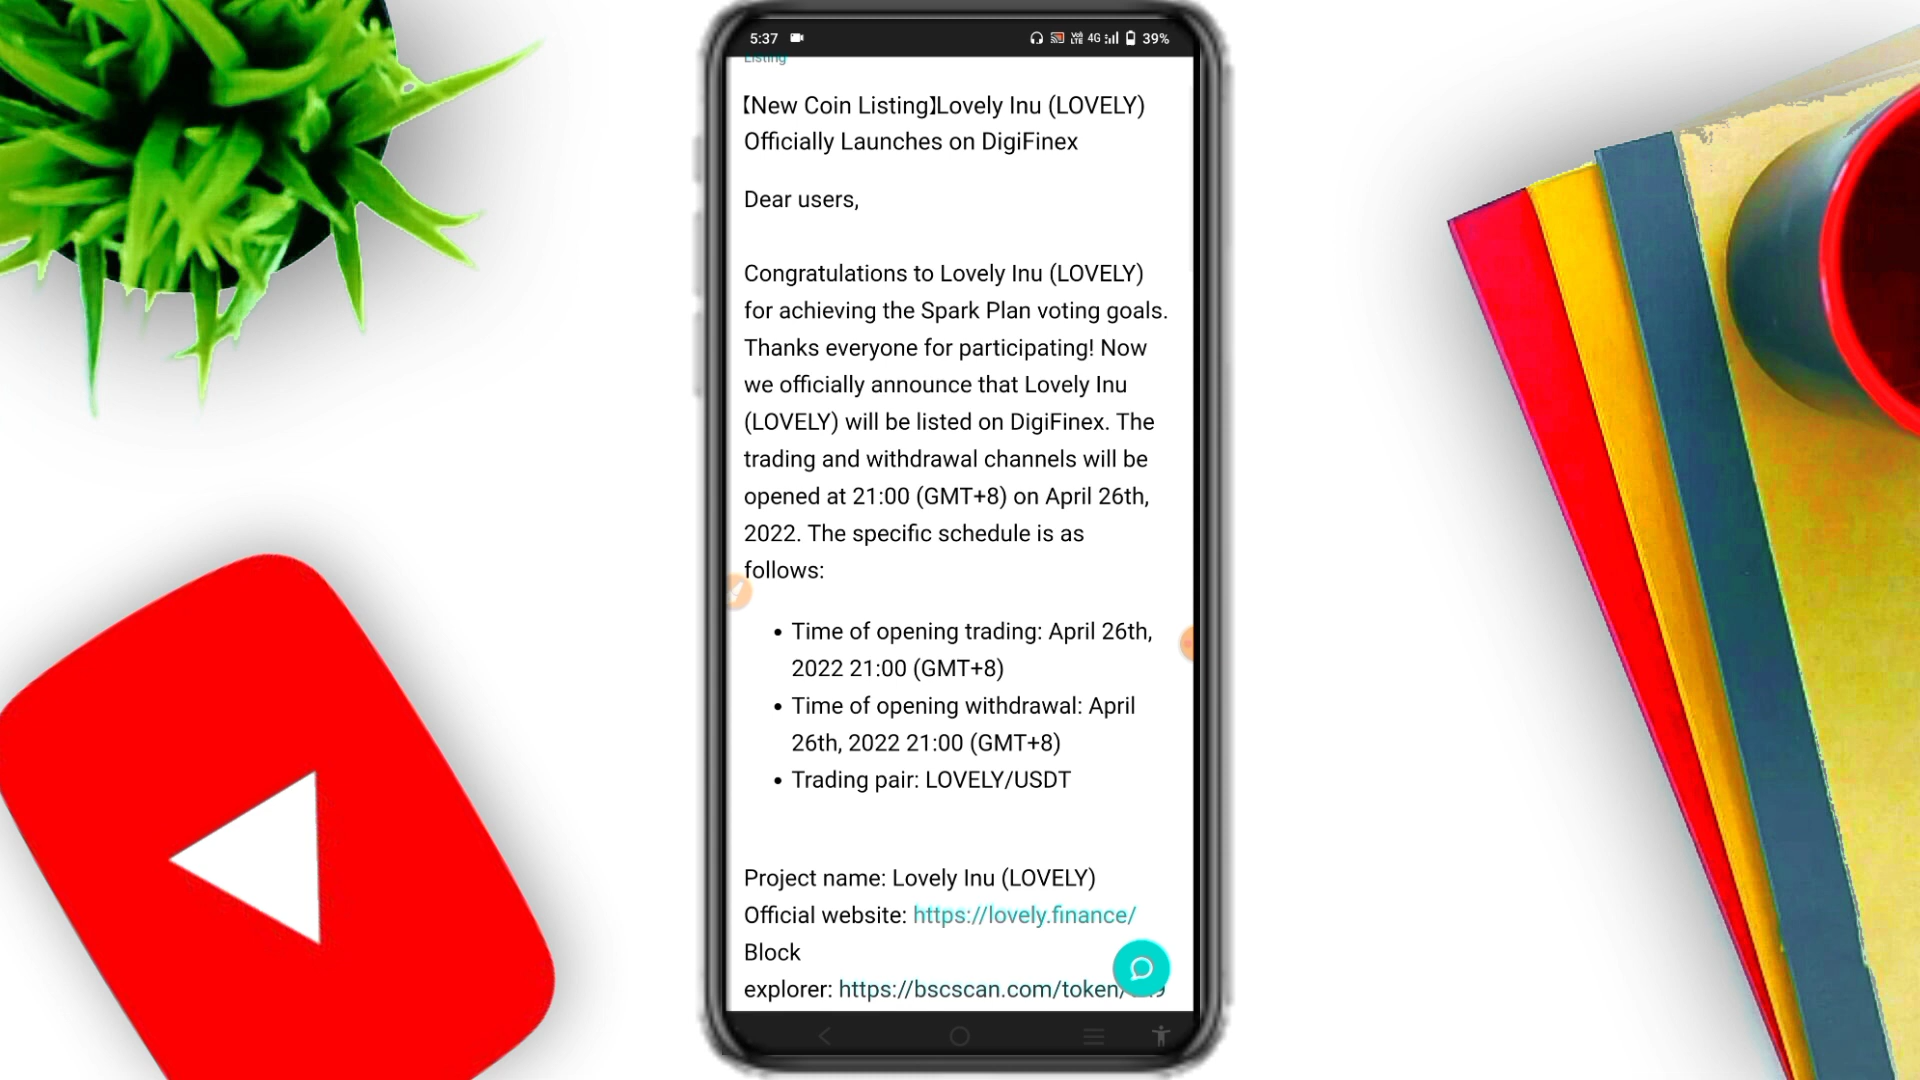 5:37
4G
39%
Listing
【New Coin Listing】Lovely Inu (LOVELY)
Officially Launches on DigiFinex
Dear users,
Congratulations to Lovely Inu (LOVELY)
for achieving the Spark Plan voting goals.
Thanks everyone for participating! Now
we officially announce that Lovely Inu
(LOVELY) will be listed on DigiFinex. The
trading and withdrawal channels will be
opened at 21:00 (GMT+8) on April 26th,
2022. The specific schedule is as
follows:
• Time of opening trading: April 26th,
2022 21:00 (GMT+8)
• Time of opening withdrawal: April
26th, 2022 21:00 (GMT+8)
• Trading pair: LOVELY/USDT
Project name: Lovely Inu (LOVELY)
Official website: https://lovely.finance/
Block
explorer: https://bscscan.com/token/